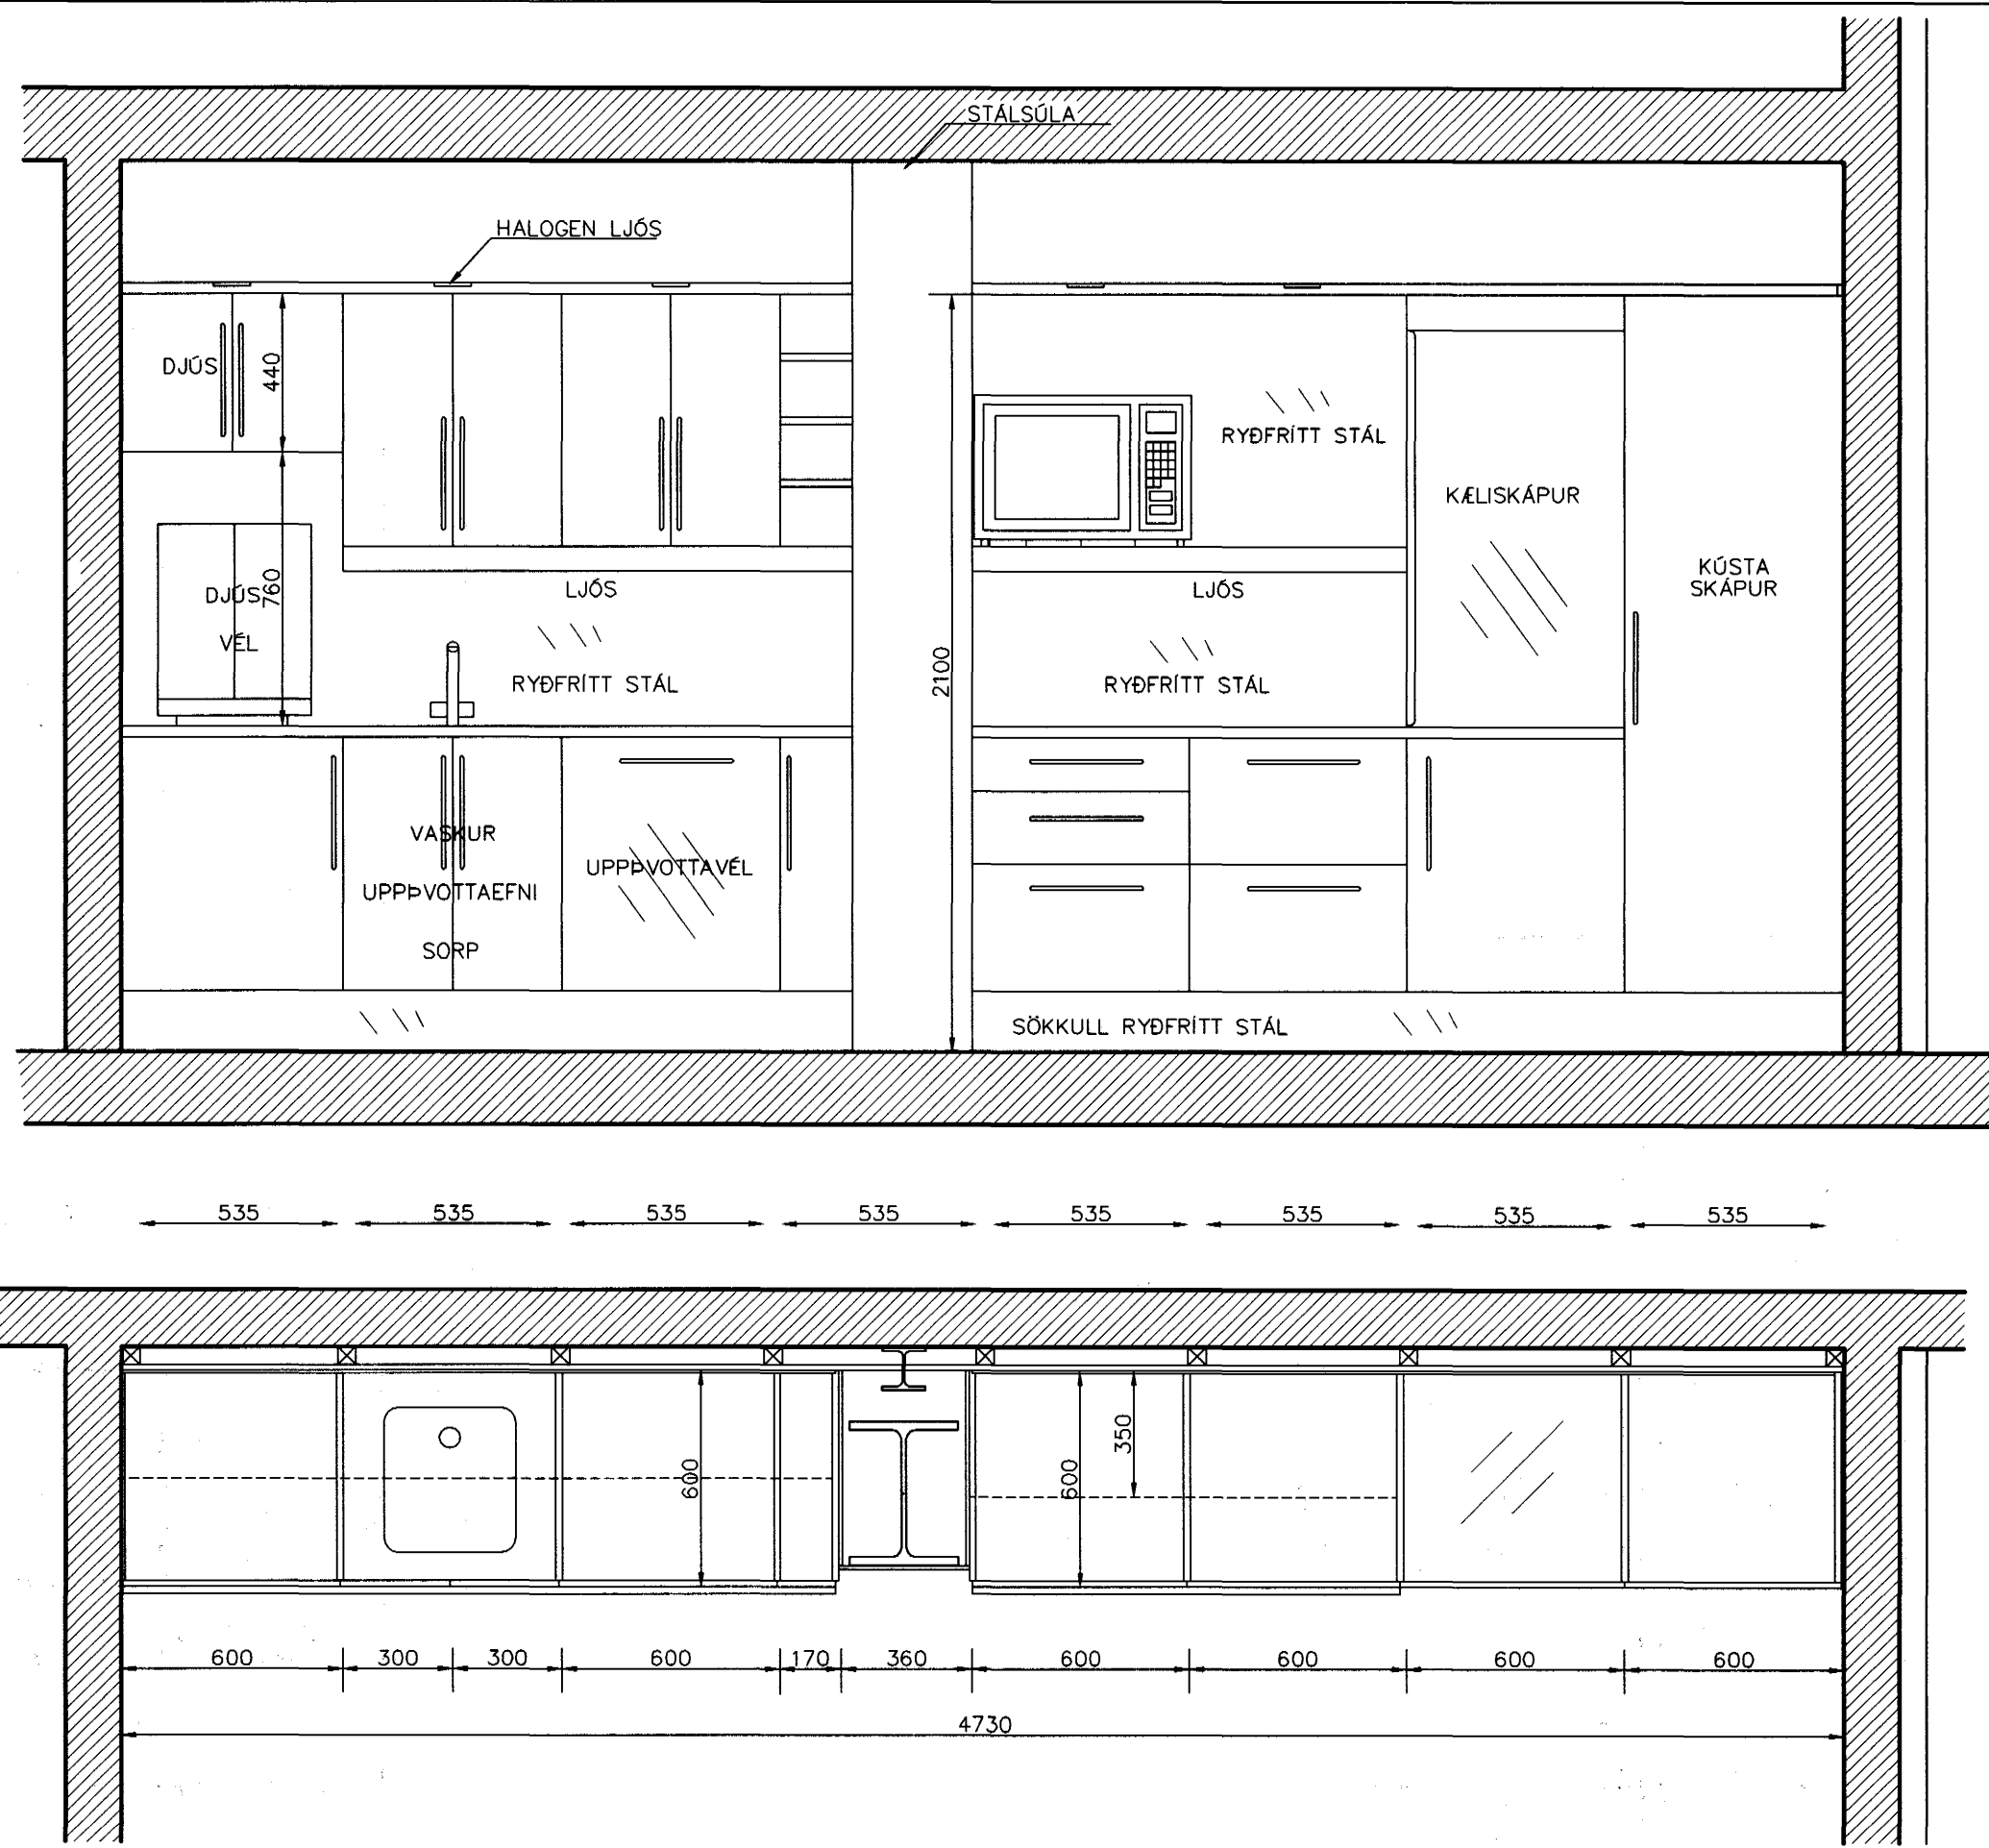 STÁLSÚLA
HALOGEN LJÓS
DJÚS
440
RYÐFRÍTT STÁL
KÆLISKÁPUR
KÚSTA
SKÁPUR
DJÚS
VÉL
760
LJÓS
RYÐFRÍTT STÁL
2100
LJÓS
RYÐFRÍTT STÁL
VASKUR
UPPÞVOTTAEFNI
SORP
UPPÞVOTTAVÉL
SÖKKULL RYÐFRÍTT STÁL
535 535 535 535 535 535 535 535
600
600
350
600 300 300 600 170 360 600 600 600 600
4730